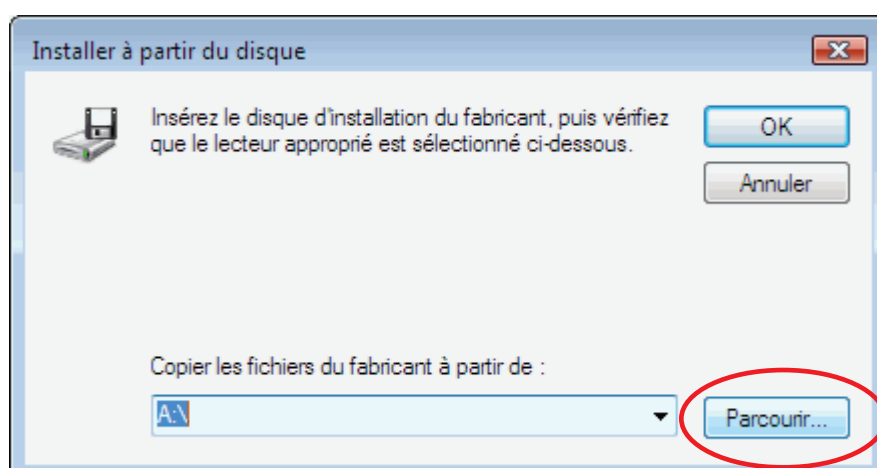 Installer à partir du disque
Insérez le disque d'installation du fabricant, puis vérifiez
que le lecteur approprié est sélectionné ci-dessous.
OK
Annuler
Copier les fichiers du fabricant à partir de :
A:\
Parcourir...